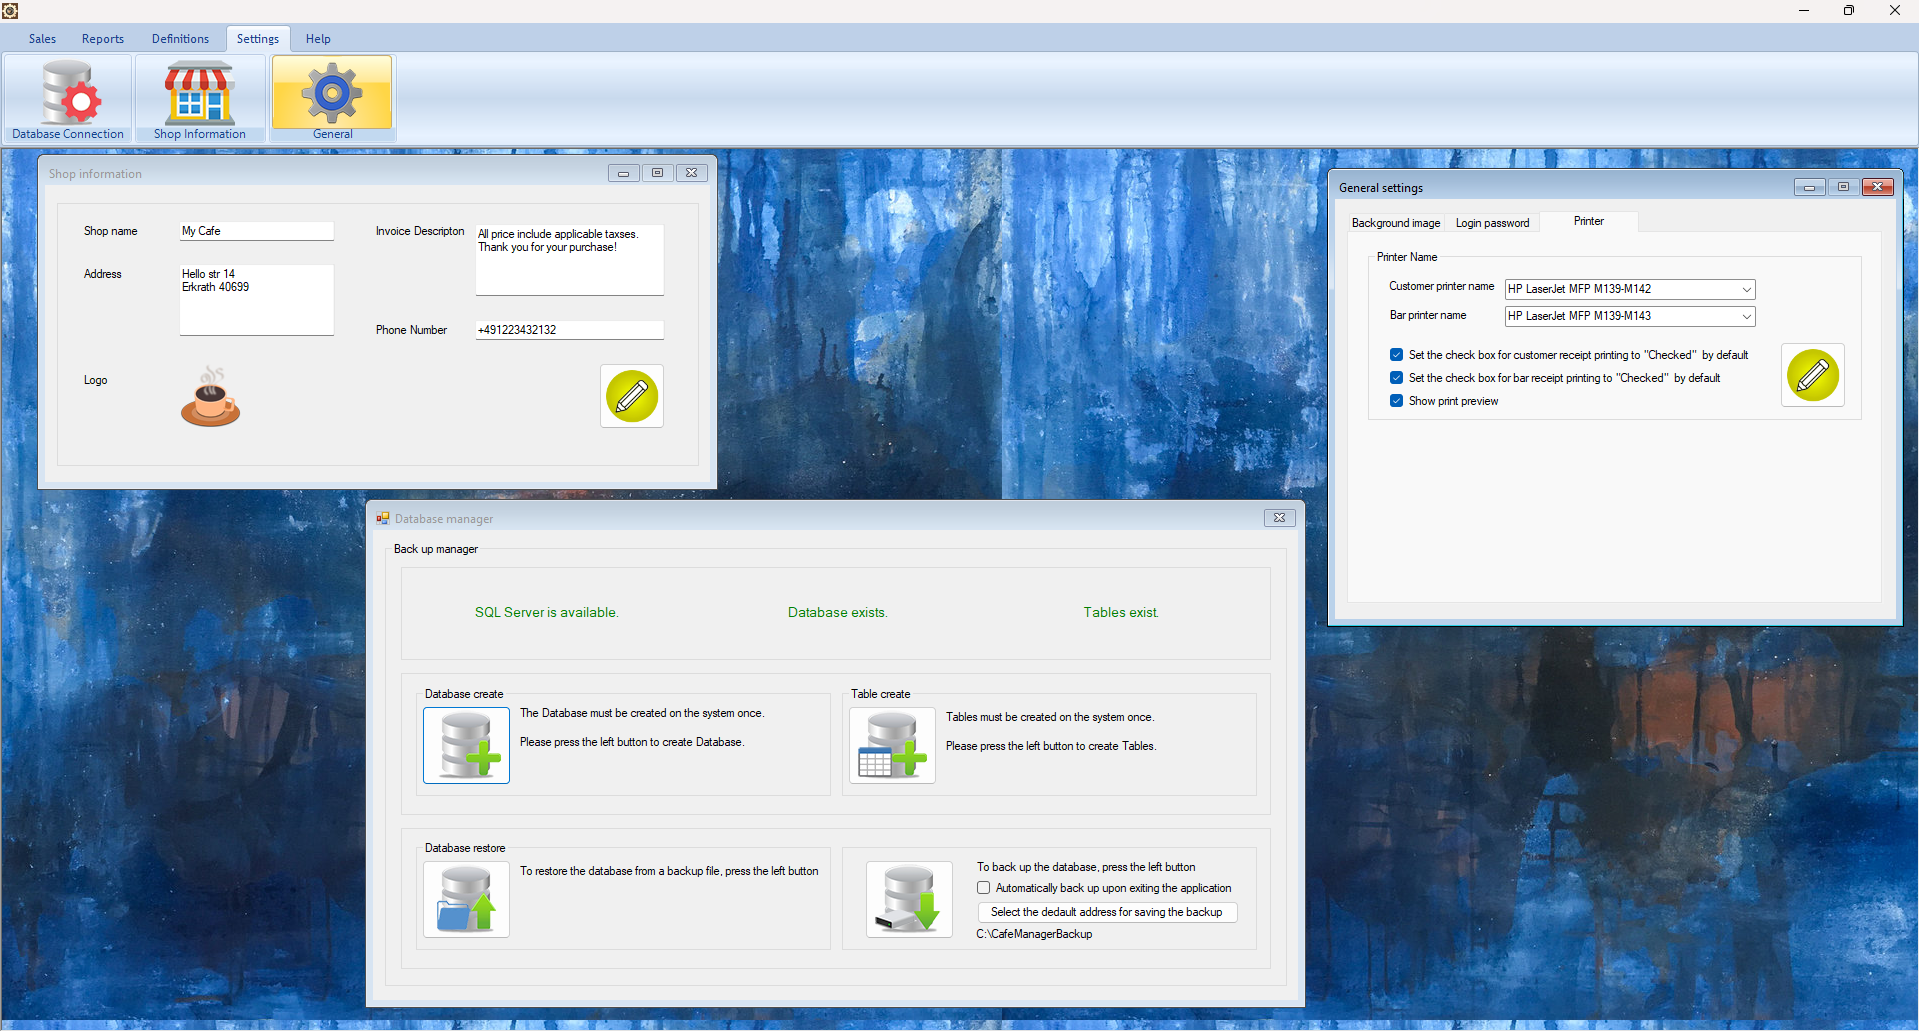 Sales Reports Definitions Settings Help
Database Connection Shop Information General
Shop information
Shop name My Cafe
Address Hello str 14
Erkrath 40699
Invoice Descripton All price include applicable taxses.
Thank you for your purchase!
Phone Number +491223432132
Logo
General settings
Background image Login password Printer
Printer Name
Customer printer name HP LaserJet MFP M139-M142
Bar printer name HP LaserJet MFP M139-M143
Set the check box for customer receipt printing to "Checked" by default
Set the check box for bar receipt printing to "Checked" by default
Show print preview
Database manager
Back up manager
SQL Server is available. Database exists. Tables exist.
Database create
The Database must be created on the system once.
Please press the left button to create Database.
Table create
Tables must be created on the system once.
Please press the left button to create Tables.
Database restore
To restore the database from a backup file, press the left button
To back up the database, press the left button
Automatically back up upon exiting the application
Select the dedault address for saving the backup
C:\CafeManagerBackup